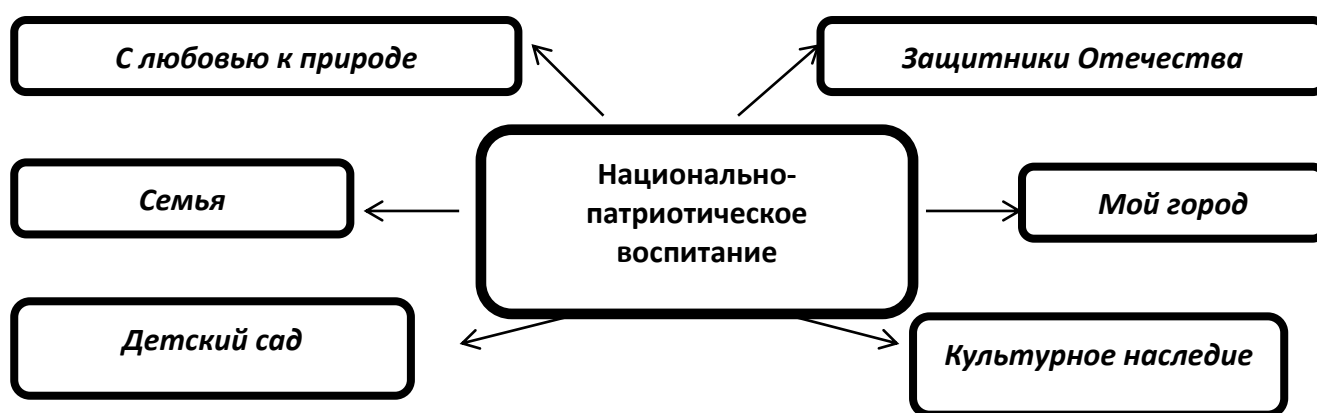 С любовью к природе
Защитники Отечества
Национально-
патриотическое
воспитание
Семья
Мой город
Детский сад
Культурное наследие